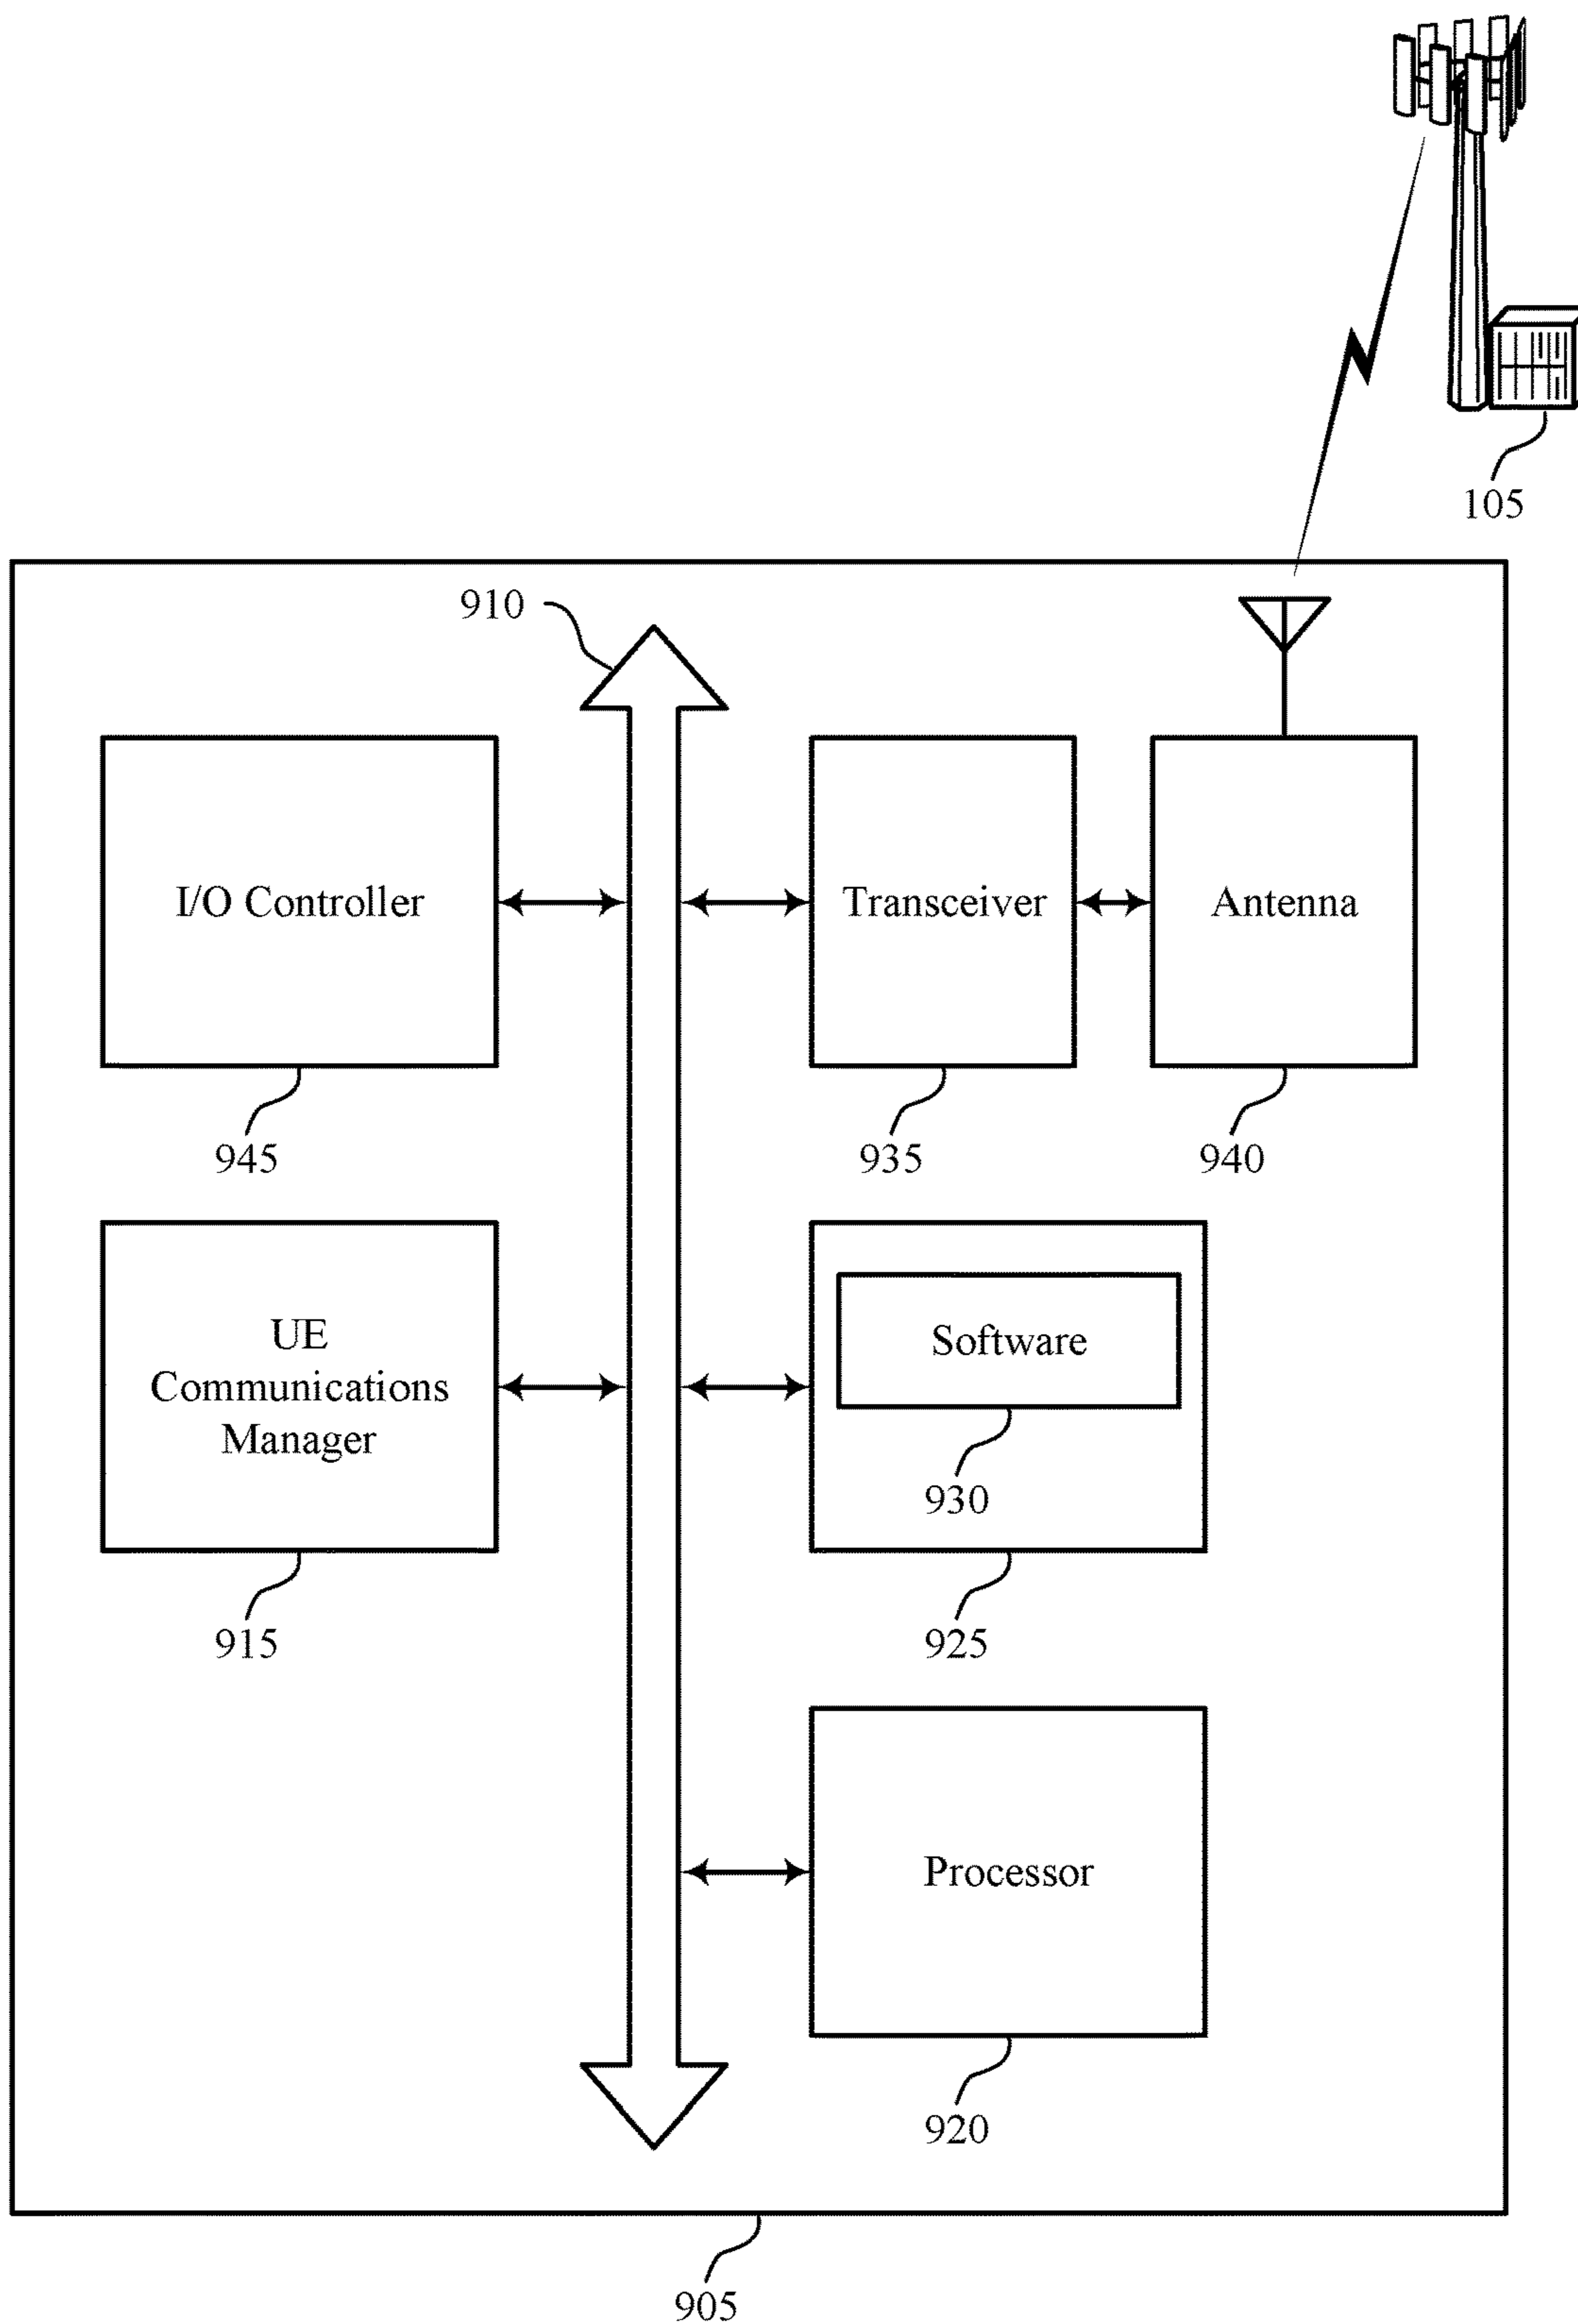 105
910
I/O Controller
Transceiver
Antenna
945
935
940
UE
Communications
Manager
Software
930
915
925
Processor
920
905